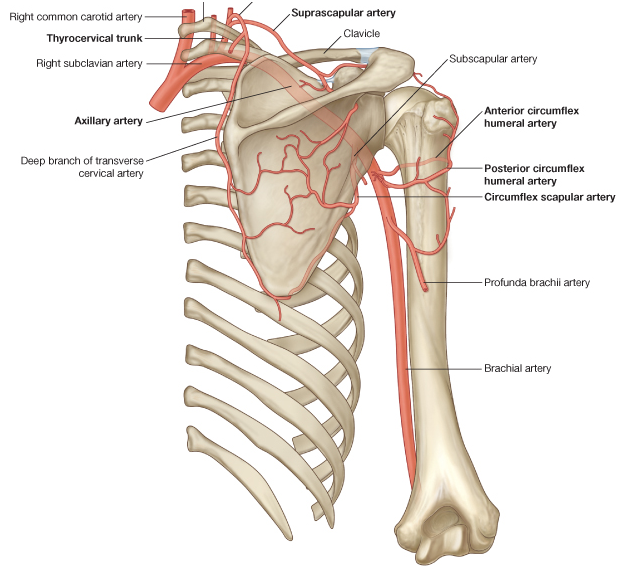 Right common carotid artery
Suprascapular artery
Thyrocervical trunk
Clavicle
Right subclavian artery
Subscapular artery
Axillary artery
Anterior circumflex
humeral artery
Deep branch of transverse
cervical artery
Posterior circumflex
humeral artery
Circumflex scapular artery
Profunda brachii artery
Brachial artery